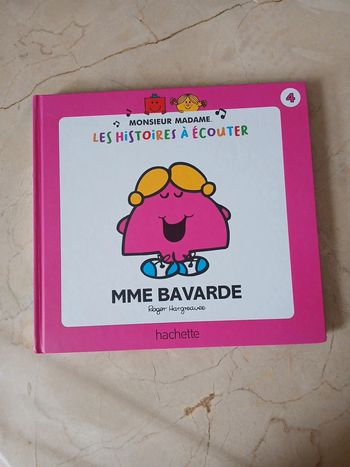 4
MONSIEUR MADAME
LES HiSTOiRES À ÉCOUTER
MME BAVARDE
Roger Hargreaves
hachette